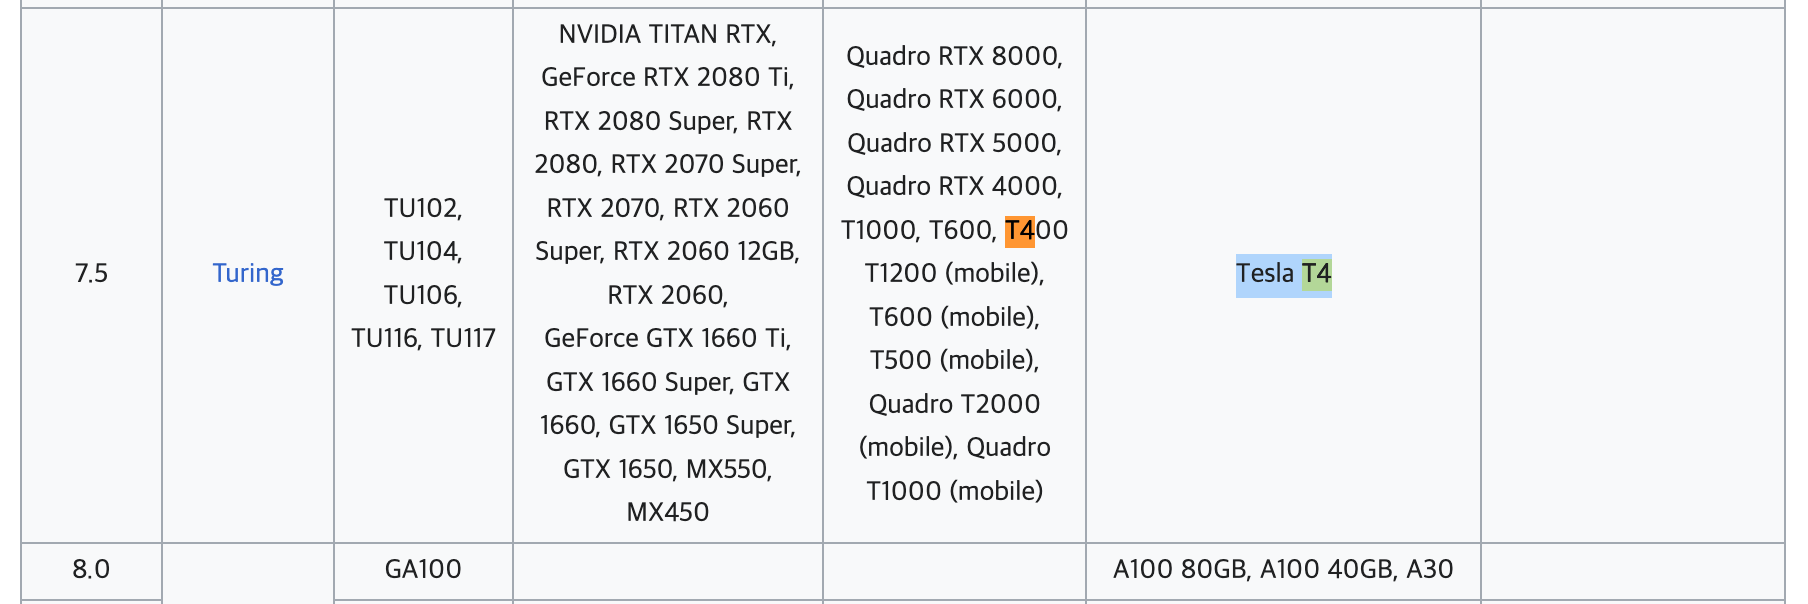 7.5
Turing
TU102,
TU104,
TU106,
TU116, TU117
NVIDIA TITAN RTX,
GeForce RTX 2080 Ti,
RTX 2080 Super, RTX
2080, RTX 2070 Super,
RTX 2070, RTX 2060
Super, RTX 2060 12GB,
RTX 2060,
GeForce GTX 1660 Ti,
GTX 1660 Super, GTX
1660, GTX 1650 Super,
GTX 1650, MX550,
MX450
Quadro RTX 8000,
Quadro RTX 6000,
Quadro RTX 5000,
Quadro RTX 4000,
T1000, T600, T400
T1200 (mobile),
T600 (mobile),
T500 (mobile),
Quadro T2000
(mobile), Quadro
T1000 (mobile)
Tesla T4
8.0
GA100
A100 80GB, A100 40GB, A30